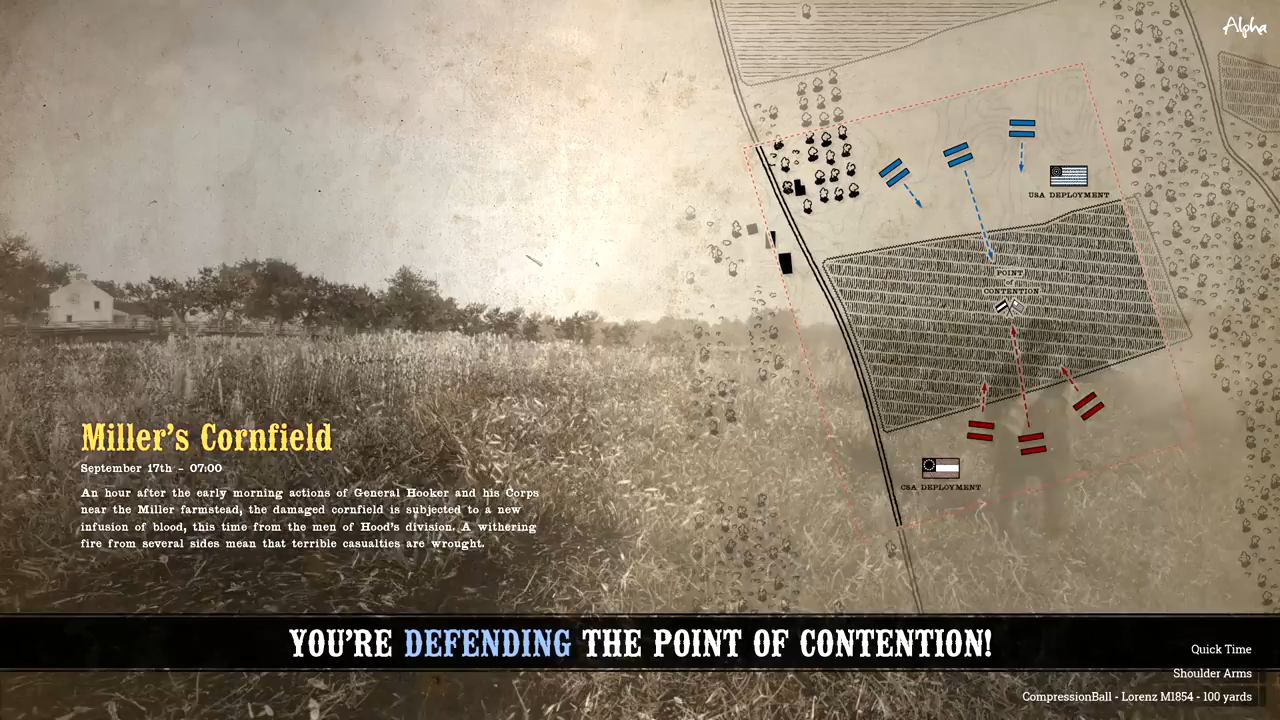 Alpha
USA DEPLOYMENT
POINT
of
CONTENTION
Miller's Cornfield
September 17th - 07:00
An hour after the early morning actions of General Hooker and his Corps
near the Miller farmstead, the damaged cornfield is subjected to a new
infusion of blood, this time from the men of Hood's division. A withering
fire from several sides mean that terrible casualties are wrought.
CSA DEPLOYMENT
YOU'RE DEFENDING THE POINT OF CONTENTION!
Quick Time
Shoulder Arms
CompressionBall - Lorenz M1854 - 100 yards